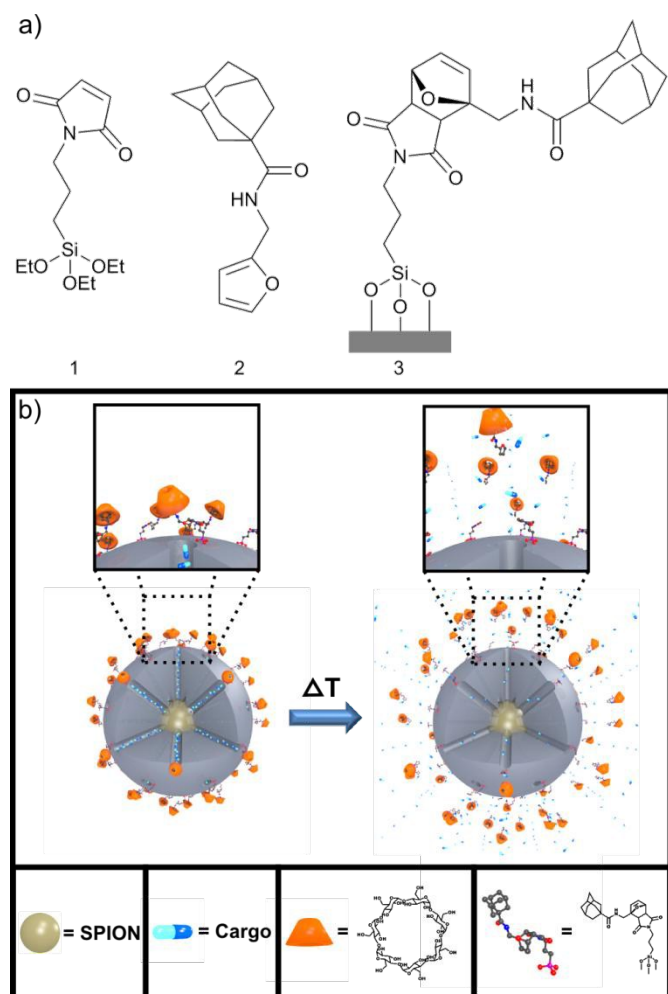 a)
O
N
O
Si
EtO OEt
OEt
1
O
HN
O
2
O
H
N
O
O
N
O
Si
O O
O
3
b)
ΔT
= SPION
= Cargo
=
=